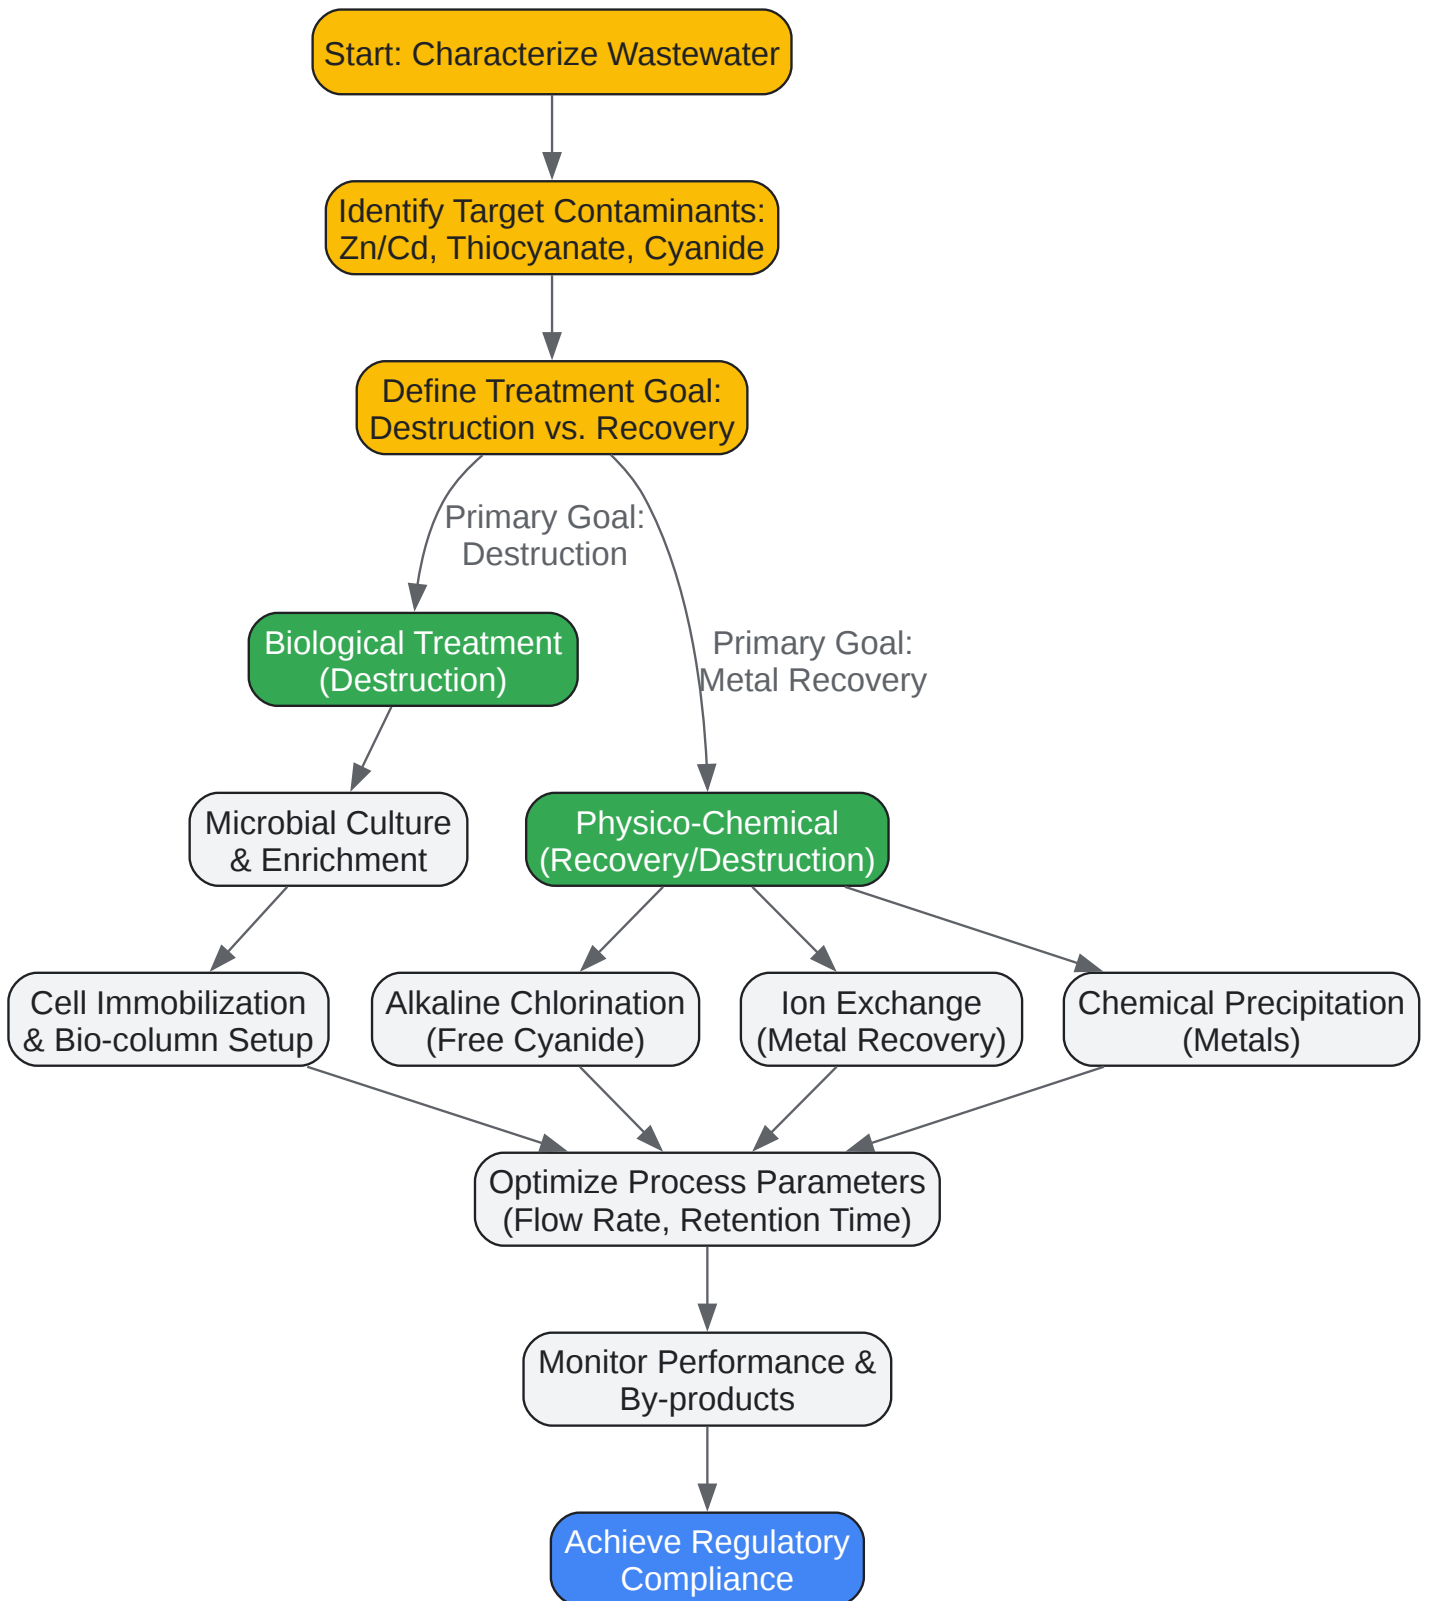 Start: Characterize Wastewater
Identify Target Contaminants:
Zn/Cd, Thiocyanate, Cyanide
Define Treatment Goal:
Destruction vs. Recovery
Primary Goal:
Destruction
Biological Treatment
(Destruction)
Primary Goal:
Metal Recovery
Microbial Culture
& Enrichment
Physico-Chemical
(Recovery/Destruction)
Cell Immobilization
& Bio-column Setup
Alkaline Chlorination
(Free Cyanide)
Ion Exchange
(Metal Recovery)
Chemical Precipitation
(Metals)
Optimize Process Parameters
(Flow Rate, Retention Time)
Monitor Performance &
By-products
Achieve Regulatory
Compliance